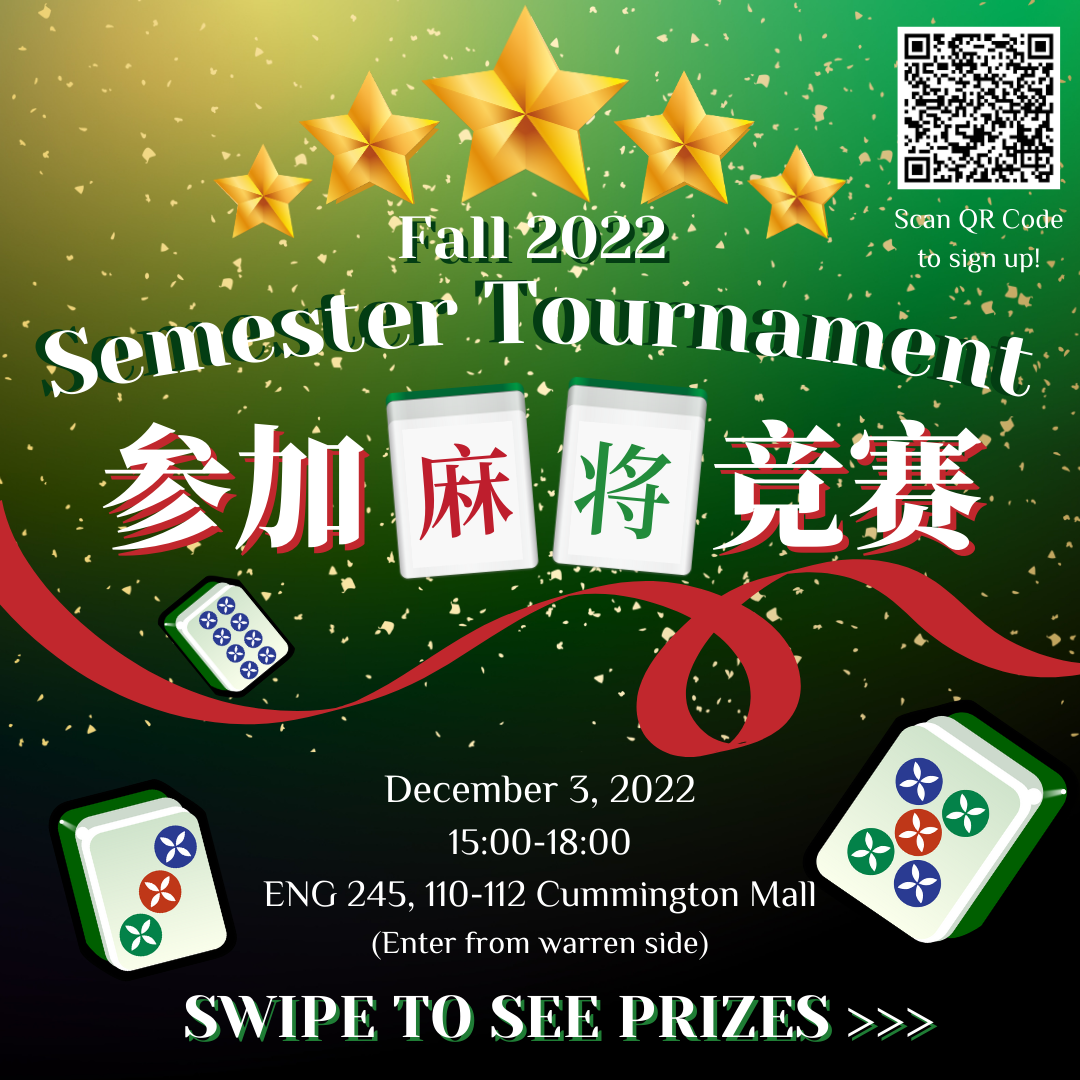 Scan QR Code
to sign up!
Fall 2022
Semester Tournament
参加麻将竞赛
December 3, 2022
15:00-18:00
ENG 245, 110-112 Cummington Mall
(Enter from warren side)
SWIPE TO SEE PRIZES >>>